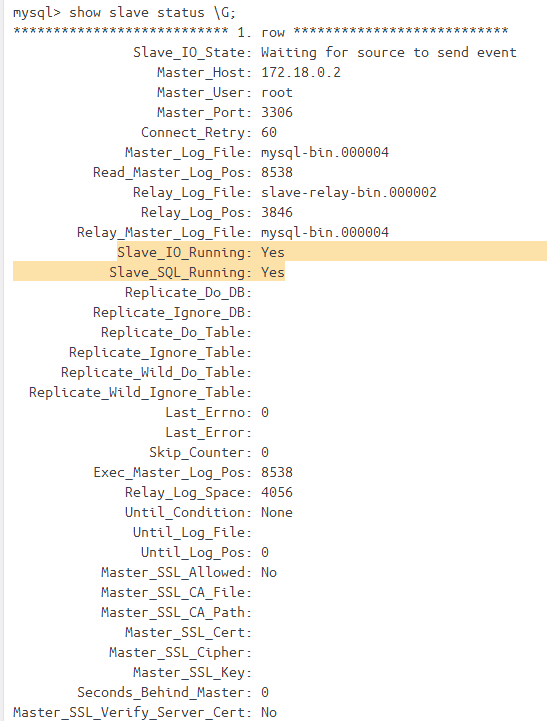 mysql> show slave status \G;
*************************** 1. row ***************************
Slave_IO_State: Waiting for source to send event
Master_Host: 172.18.0.2
Master_User: root
Master_Port: 3306
Connect_Retry: 60
Master_Log_File: mysql-bin.000004
Read_Master_Log_Pos: 8538
Relay_Log_File: slave-relay-bin.000002
Relay_Log_Pos: 3846
Relay_Master_Log_File: mysql-bin.000004
Slave_IO_Running: Yes
Slave_SQL_Running: Yes
Replicate_Do_DB:
Replicate_Ignore_DB:
Replicate_Do_Table:
Replicate_Ignore_Table:
Replicate_Wild_Do_Table:
Replicate_Wild_Ignore_Table:
Last_Errno: 0
Last_Error:
Skip_Counter: 0
Exec_Master_Log_Pos: 8538
Relay_Log_Space: 4056
Until_Condition: None
Until_Log_File:
Until_Log_Pos: 0
Master_SSL_Allowed: No
Master_SSL_CA_File:
Master_SSL_CA_Path:
Master_SSL_Cert:
Master_SSL_Cipher:
Master_SSL_Key:
Seconds_Behind_Master: 0
Master_SSL_Verify_Server_Cert: No